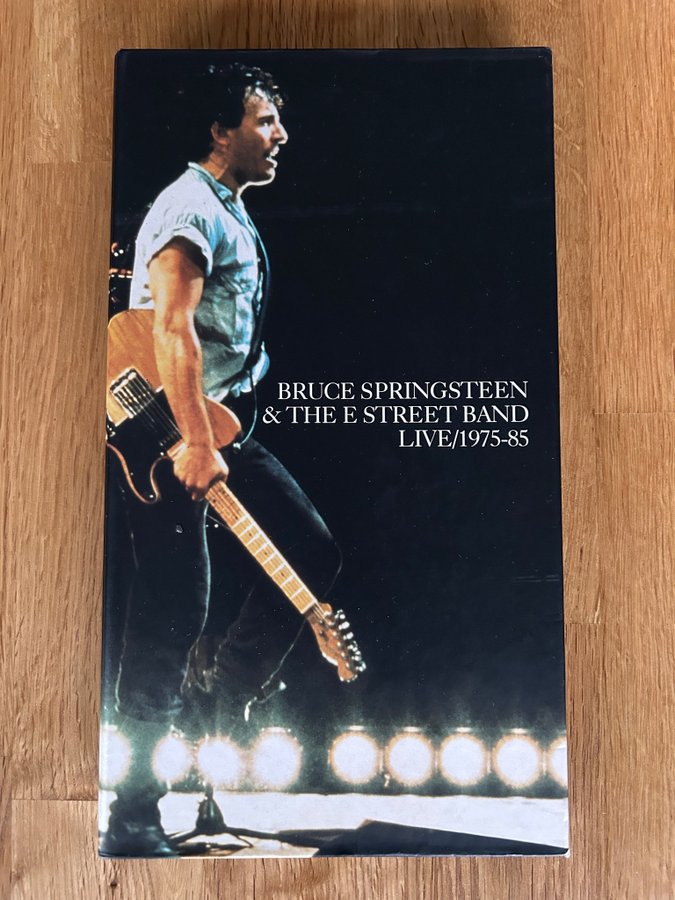 BRUCE SPRINGSTEEN
& THE E STREET BAND
LIVE/1975-85